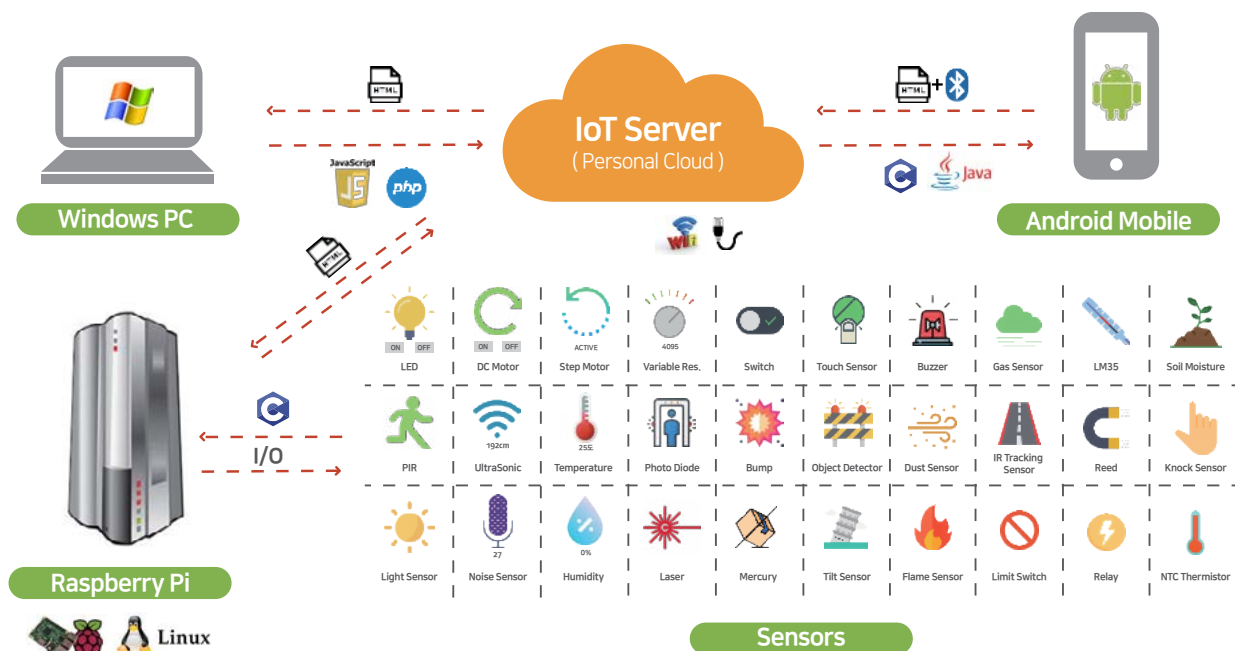 HTML
HTML
IoT Server
( Personal Cloud )
JavaScript
JS
php
C
Java
Windows PC
Android Mobile
HTML
WiFi
ON OFF
ON OFF
ACTIVE
4095
LED
DC Motor
Step Motor
Variable Res.
Switch
Touch Sensor
Buzzer
Gas Sensor
LM35
Soil Moisture
C
I/O
192cm
25도
PIR
UltraSonic
Temperature
Photo Diode
Bump
Object Detector
Dust Sensor
IR Tracking
Sensor
Reed
Knock Sensor
27
0%
Light Sensor
Noise Sensor
Humidity
Laser
Mercury
Tilt Sensor
Flame Sensor
Limit Switch
Relay
NTC Thermistor
Raspberry Pi
Linux
Sensors